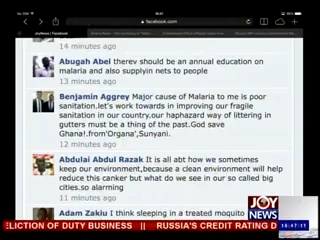 facebook.com
JoyNews | Facebook
14 minutes ago
Abugah Abel therev should be an annual education on
malaria and also supplyin nets to people
13 minutes ago
Benjamin Aggrey Major cause of Malaria to me is poor
sanitation.let's work towards in improving our fragile
sanitation in our country,our haphazard way of littering in
gutters must be a thing of the past.God save
Ghana!.from'Organa',Sunyani.
12 minutes ago
Abdulai Abdul Razak It is all abt how we sometimes
keep our environment,because a clean environment will help
reduce this canker but what do we see in our so called big
cities.so alarming
11 minutes ago
Adam Zakiu I think sleeping in a treated moquito
JOY
NEWS
18:47:11
ELICTION OF DUTY BUSINESS || RUSSIA'S CREDIT RATING D